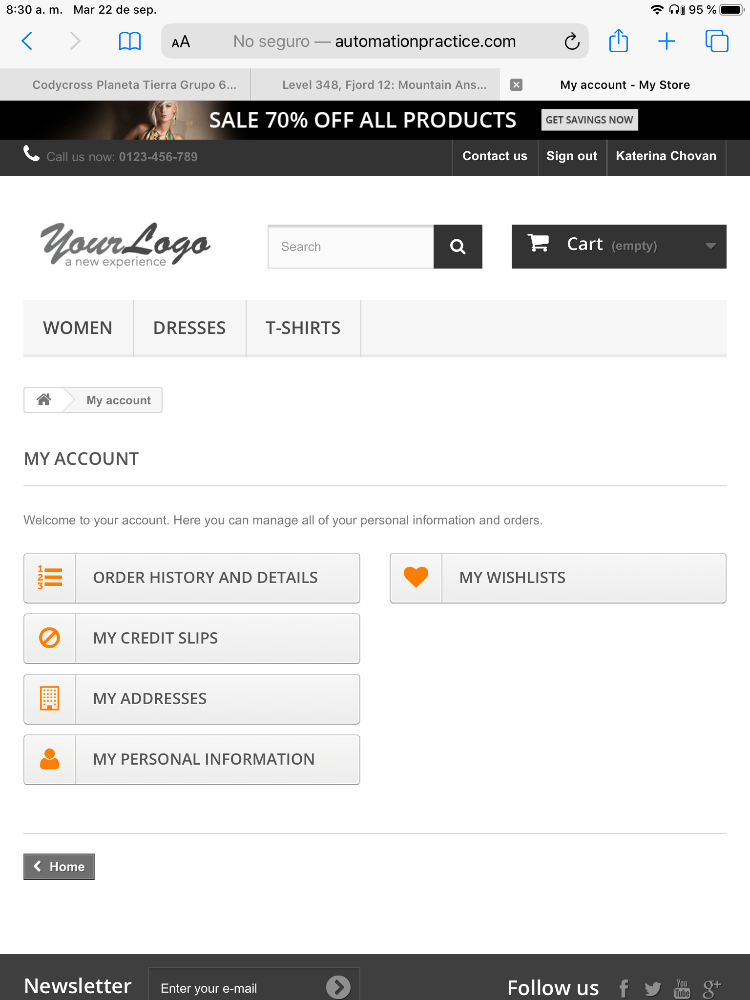 8:30 a. m. Mar 22 de sep.
95 %
AA No seguro — automationpractice.com
Codycross Planeta Tierra Grupo 6...
Level 348, Fjord 12: Mountain Ans...
My account - My Store
SALE 70% OFF ALL PRODUCTS
GET SAVINGS NOW
Call us now: 0123-456-789
Contact us
Sign out
Katerina Chovan
YourLogo
a new experience
Search
Cart (empty)
WOMEN
DRESSES
T-SHIRTS
My account
MY ACCOUNT
Welcome to your account. Here you can manage all of your personal information and orders.
1
2
3
ORDER HISTORY AND DETAILS
MY WISHLISTS
MY CREDIT SLIPS
MY ADDRESSES
MY PERSONAL INFORMATION
Home
Newsletter
Enter your e-mail
Follow us
f
You
Tube
g+